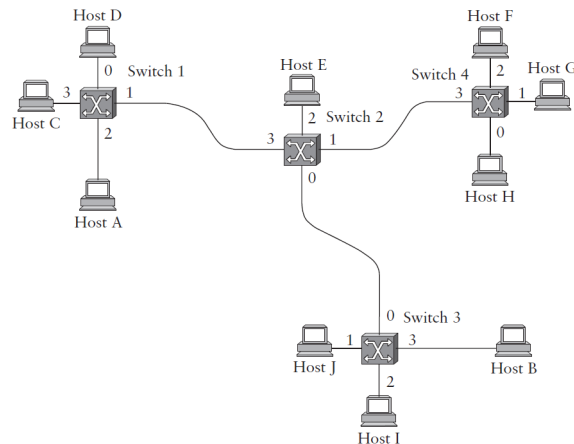 Host D
0
Switch 1
3
1
Host C
2
Host A
Host E
2
Switch 2
3
1
0
Host F
2
Switch 4
3
1
Host G
0
Host H
0
Switch 3
1
3
Host J
2
Host B
Host I